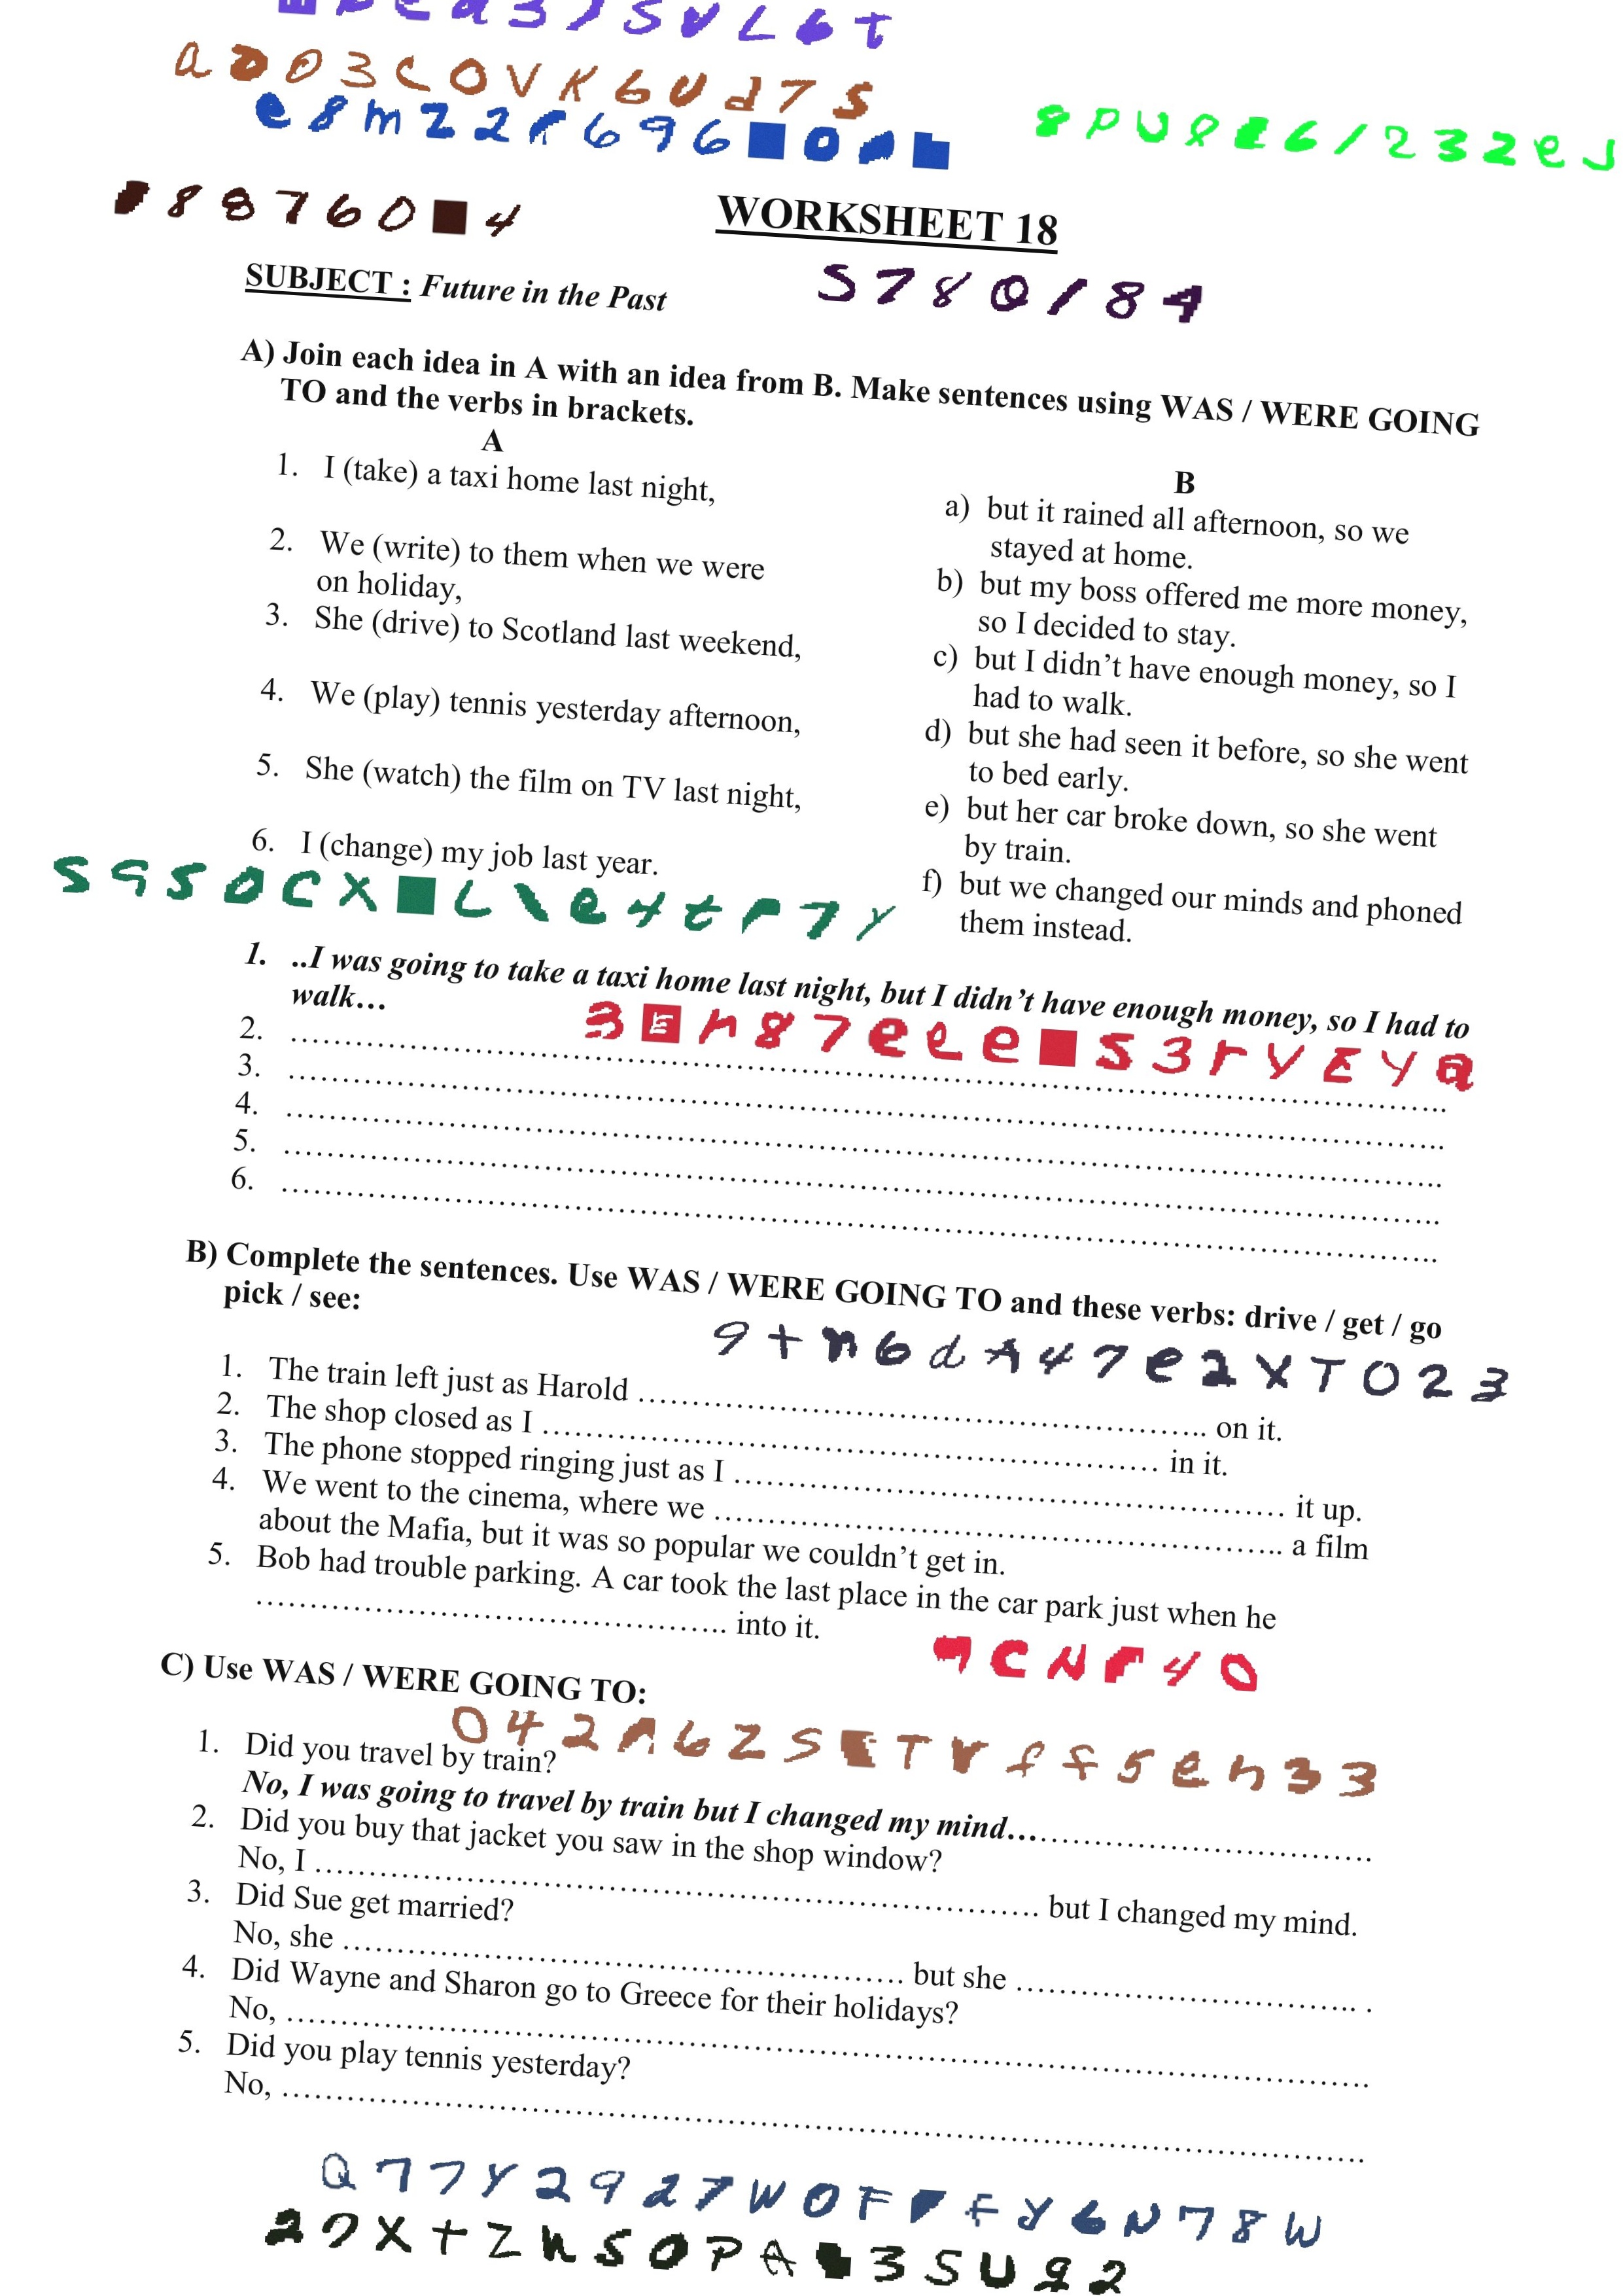 WORKSHEET 18
SUBJECT : Future in the Past
A) Join each idea in A with an idea from B. Make sentences using WAS / WERE GOING
TO and the verbs in brackets.
A
1. I (take) a taxi home last night,
2. We (write) to them when we were
on holiday,
3. She (drive) to Scotland last weekend,
4. We (play) tennis yesterday afternoon,
5. She (watch) the film on TV last night,
6. I (change) my job last year.
B
a) but it rained all afternoon, so we
stayed at home.
b) but my boss offered me more money,
so I decided to stay.
c) but I didn't have enough money, so I
had to walk.
d) but she had seen it before, so she went
to bed early.
e) but her car broke down, so she went
by train.
f) but we changed our minds and phoned
them instead.
1. ..I was going to take a taxi home last night, but I didn't have enough money, so I had to
walk…
2. ……………………………………………………………………………..
3. ……………………………………………………………………………..
4. ……………………………………………………………………………..
5. ……………………………………………………………………………..
6. ……………………………………………………………………………..
B) Complete the sentences. Use WAS / WERE GOING TO and these verbs: drive / get / go
pick / see:
1. The train left just as Harold …………………………………….. on it.
2. The shop closed as I ………………………………………… in it.
3. The phone stopped ringing just as I …………………………………… it up.
4. We went to the cinema, where we …………………………………….. a film
about the Mafia, but it was so popular we couldn't get in.
5. Bob had trouble parking. A car took the last place in the car park just when he
…………………………………….. into it.
C) Use WAS / WERE GOING TO:
1. Did you travel by train?
No, I was going to travel by train but I changed my mind…………………………….
2. Did you buy that jacket you saw in the shop window?
No, I ……………………………………………………. but I changed my mind.
3. Did Sue get married?
No, she ………………………………………… but she ……………………….. .
4. Did Wayne and Sharon go to Greece for their holidays?
No, …………………………………………………………………………………….
5. Did you play tennis yesterday?
No, …………………………………………………………………………………….